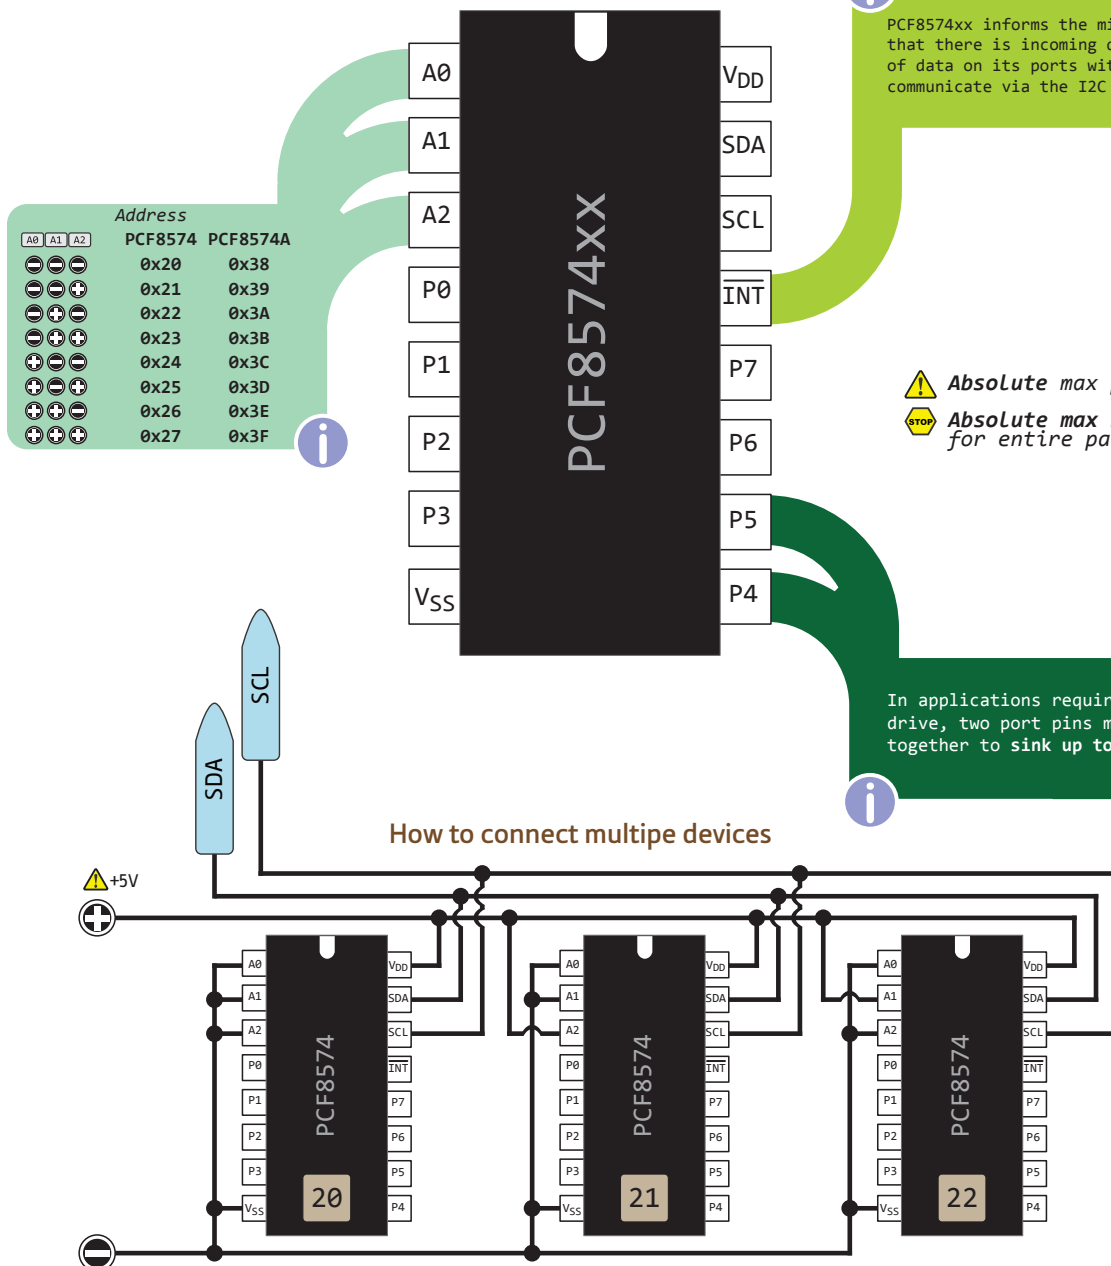 PCF8574xx informs the
that there is incoming
of data on its ports
communicate via the I2C
A0
A1
A2
P0
P1
P2
P3
VSS
PCF8574xx
VDD
SDA
SCL
INT
P7
P6
P5
P4
Address
A0 A1 A2 PCF8574 PCF8574A
0x20 0x38
0x21 0x39
0x22 0x3A
0x23 0x3B
0x24 0x3C
0x25 0x3D
0x26 0x3E
0x27 0x3F
i
Absolute max
STOP Absolute max
for entire
In applications
drive, two port pins
together to sink up to
i
SCL
SDA
How to connect multipe devices
+5V
A0
A1
A2
P0
P1
P2
P3
VSS
PCF8574
20
VDD
SDA
SCL
INT
P7
P6
P5
P4
A0
A1
A2
P0
P1
P2
P3
VSS
PCF8574
21
VDD
SDA
SCL
INT
P7
P6
P5
P4
A0
A1
A2
P0
P1
P2
P3
VSS
PCF8574
22
VDD
SDA
SCL
INT
P7
P6
P5
P4